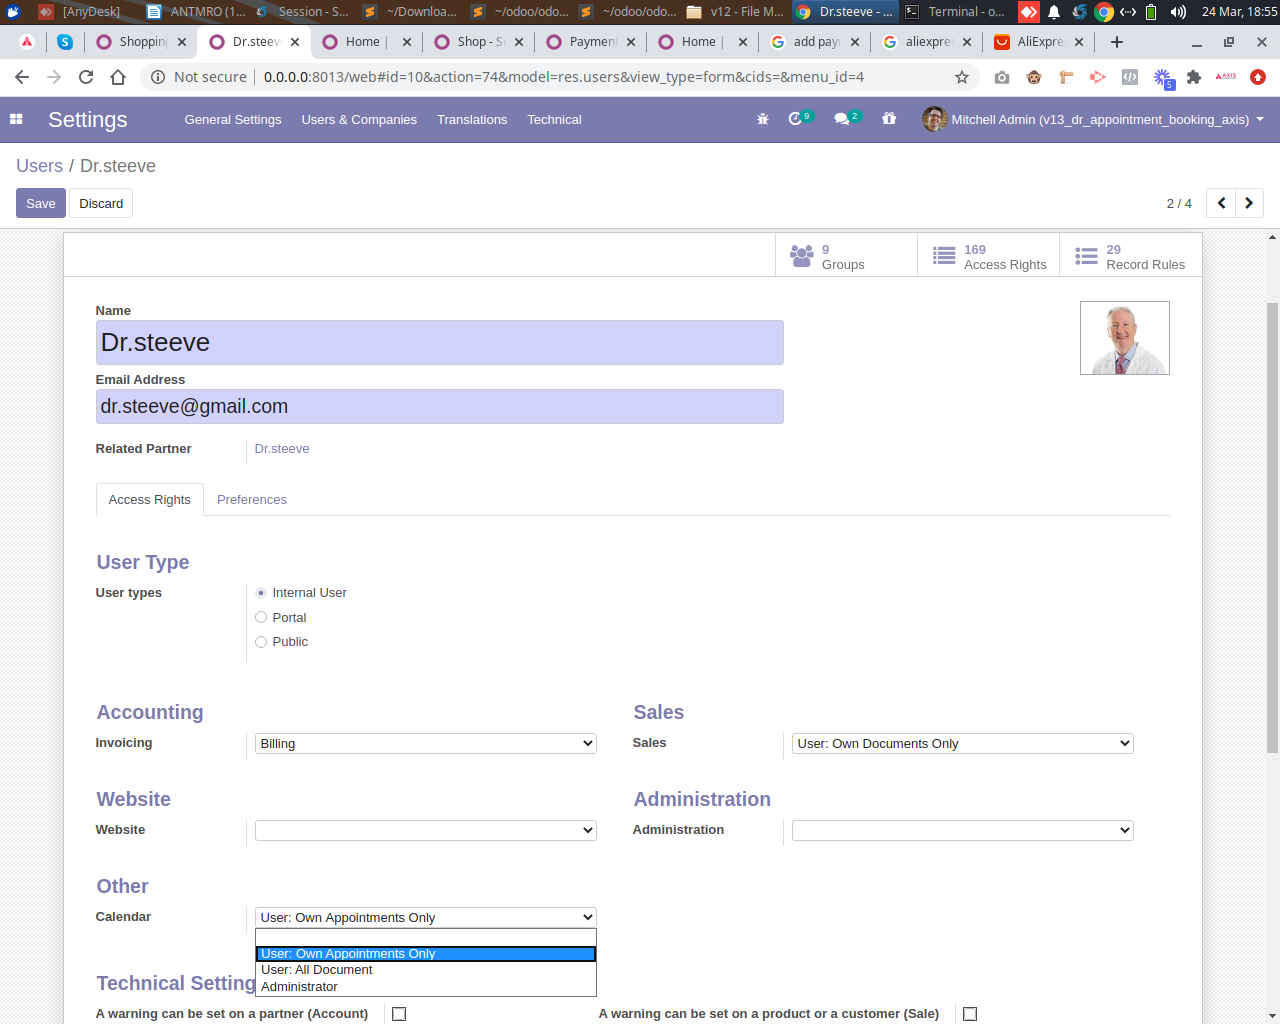 [AnyDesk] ANTMRO (1... Session - S... ~/Downloa... ~/odoo/odo... ~/odoo/odo... v12 - File M... Dr.steeve - ... Terminal - o... 24 Mar, 18:55
Shopping Dr.steev Home | Shop - S Payment Home | add payr aliexpre AliExpre
Not secure | 0.0.0.0:8013/web#id=10&action=74&model=res.users&view_type=form&cids=&menu_id=4 5 AXIS
Settings General Settings Users & Companies Translations Technical 9 2 Mitchell Admin (v13_dr_appointment_booking_axis)
Users / Dr.steeve
Save Discard 2 / 4
9 Groups
169 Access Rights
29 Record Rules
Name
Dr.steeve
Email Address
dr.steeve@gmail.com
Related Partner Dr.steeve
Access Rights Preferences
User Type
User types Internal User
Portal
Public
Accounting Sales
Invoicing Billing Sales User: Own Documents Only
Website Administration
Website Administration
Other
Calendar User: Own Appointments Only
User: Own Appointments Only
User: All Document
Administrator
Technical Setting
A warning can be set on a partner (Account) A warning can be set on a product or a customer (Sale)